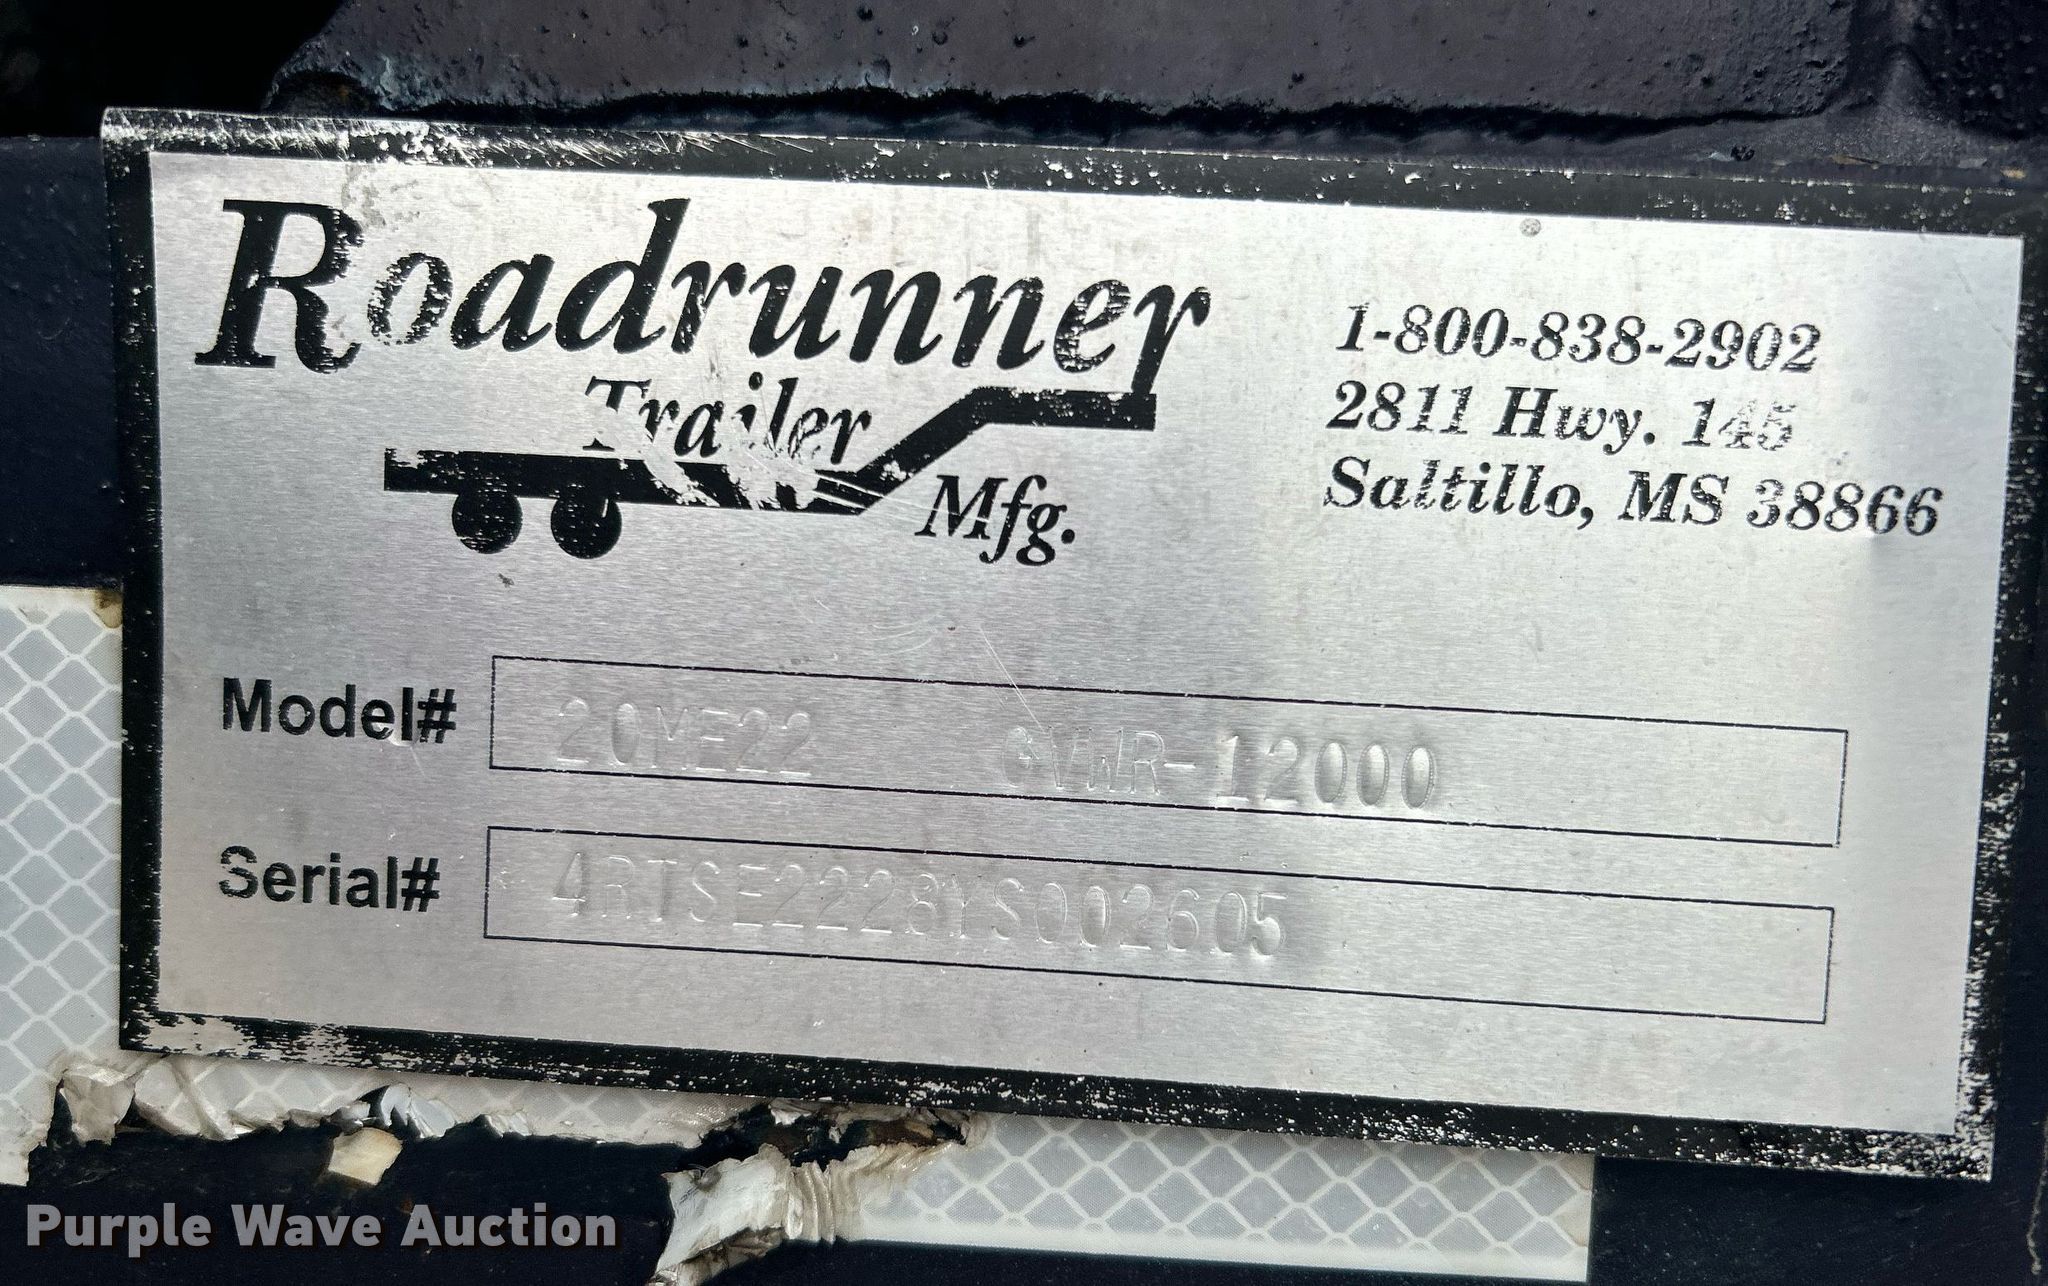 Roadrunner
Trailer
Mfg.
1-800-838-2902
2811 Hwy. 145
Saltillo, MS 38866
Model# 20ME22 GVWR-12000
Serial# 4RTSE2228YS002605
Purple Wave Auction